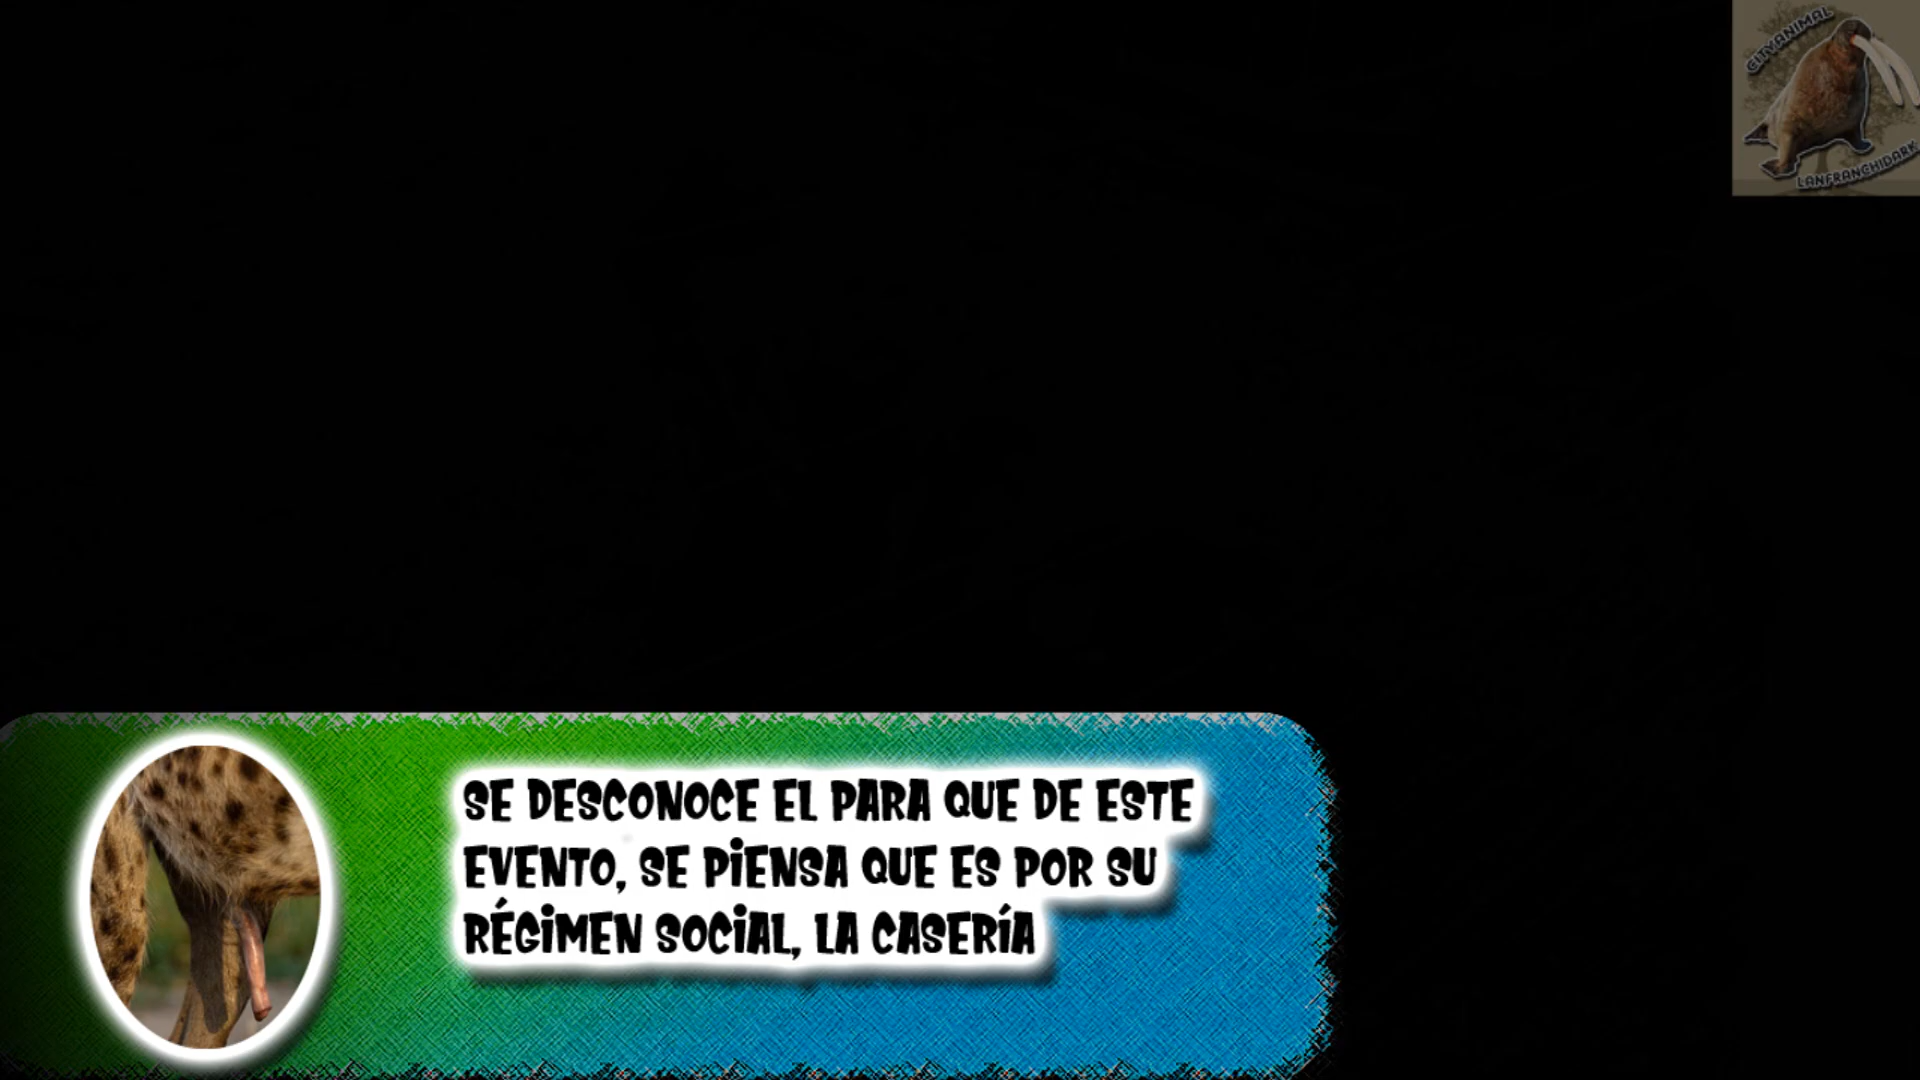 CITYANIMAL
LANFRANCHIDARK
SE DESCONOCE EL PARA QUE DE ESTE
EVENTO, SE PIENSA QUE ES POR SU
RÉGIMEN SOCIAL, LA CASERÍA